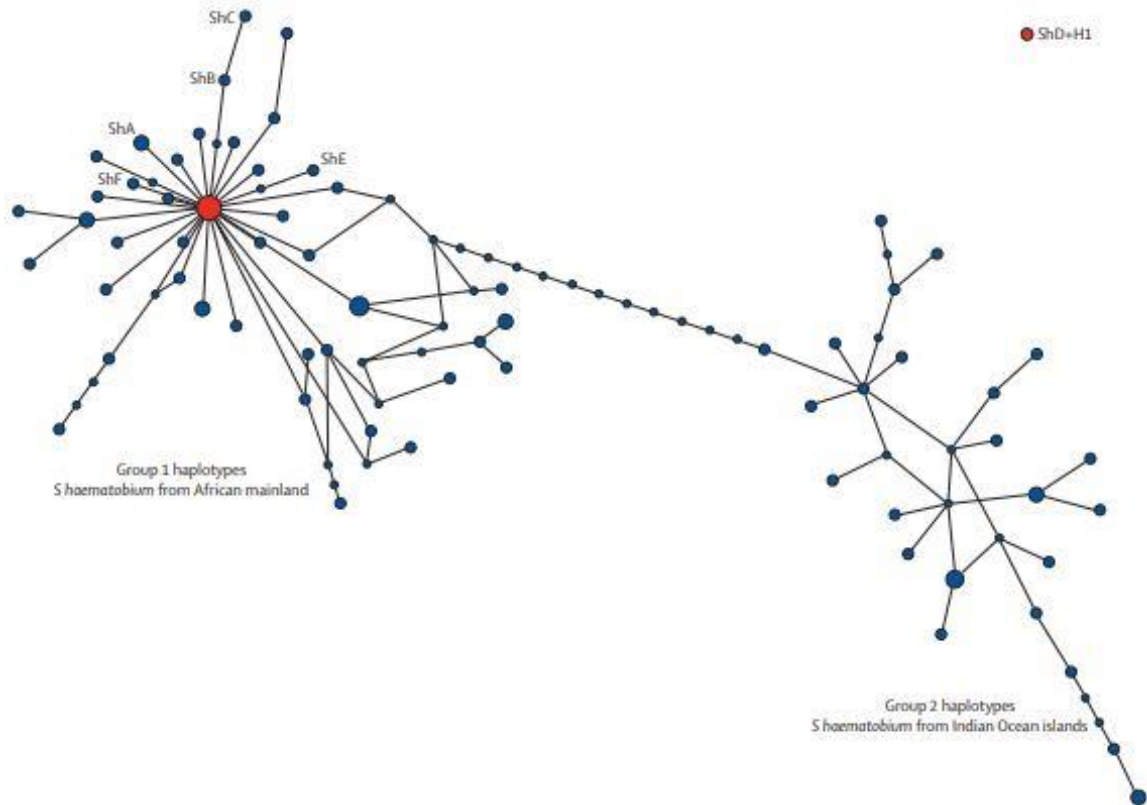 ShC
ShD+H1
ShB
ShA
ShE
ShF
Group 1 haplotypes
S haematobium from African mainland
Group 2 haplotypes
S haematobium from Indian Ocean islands